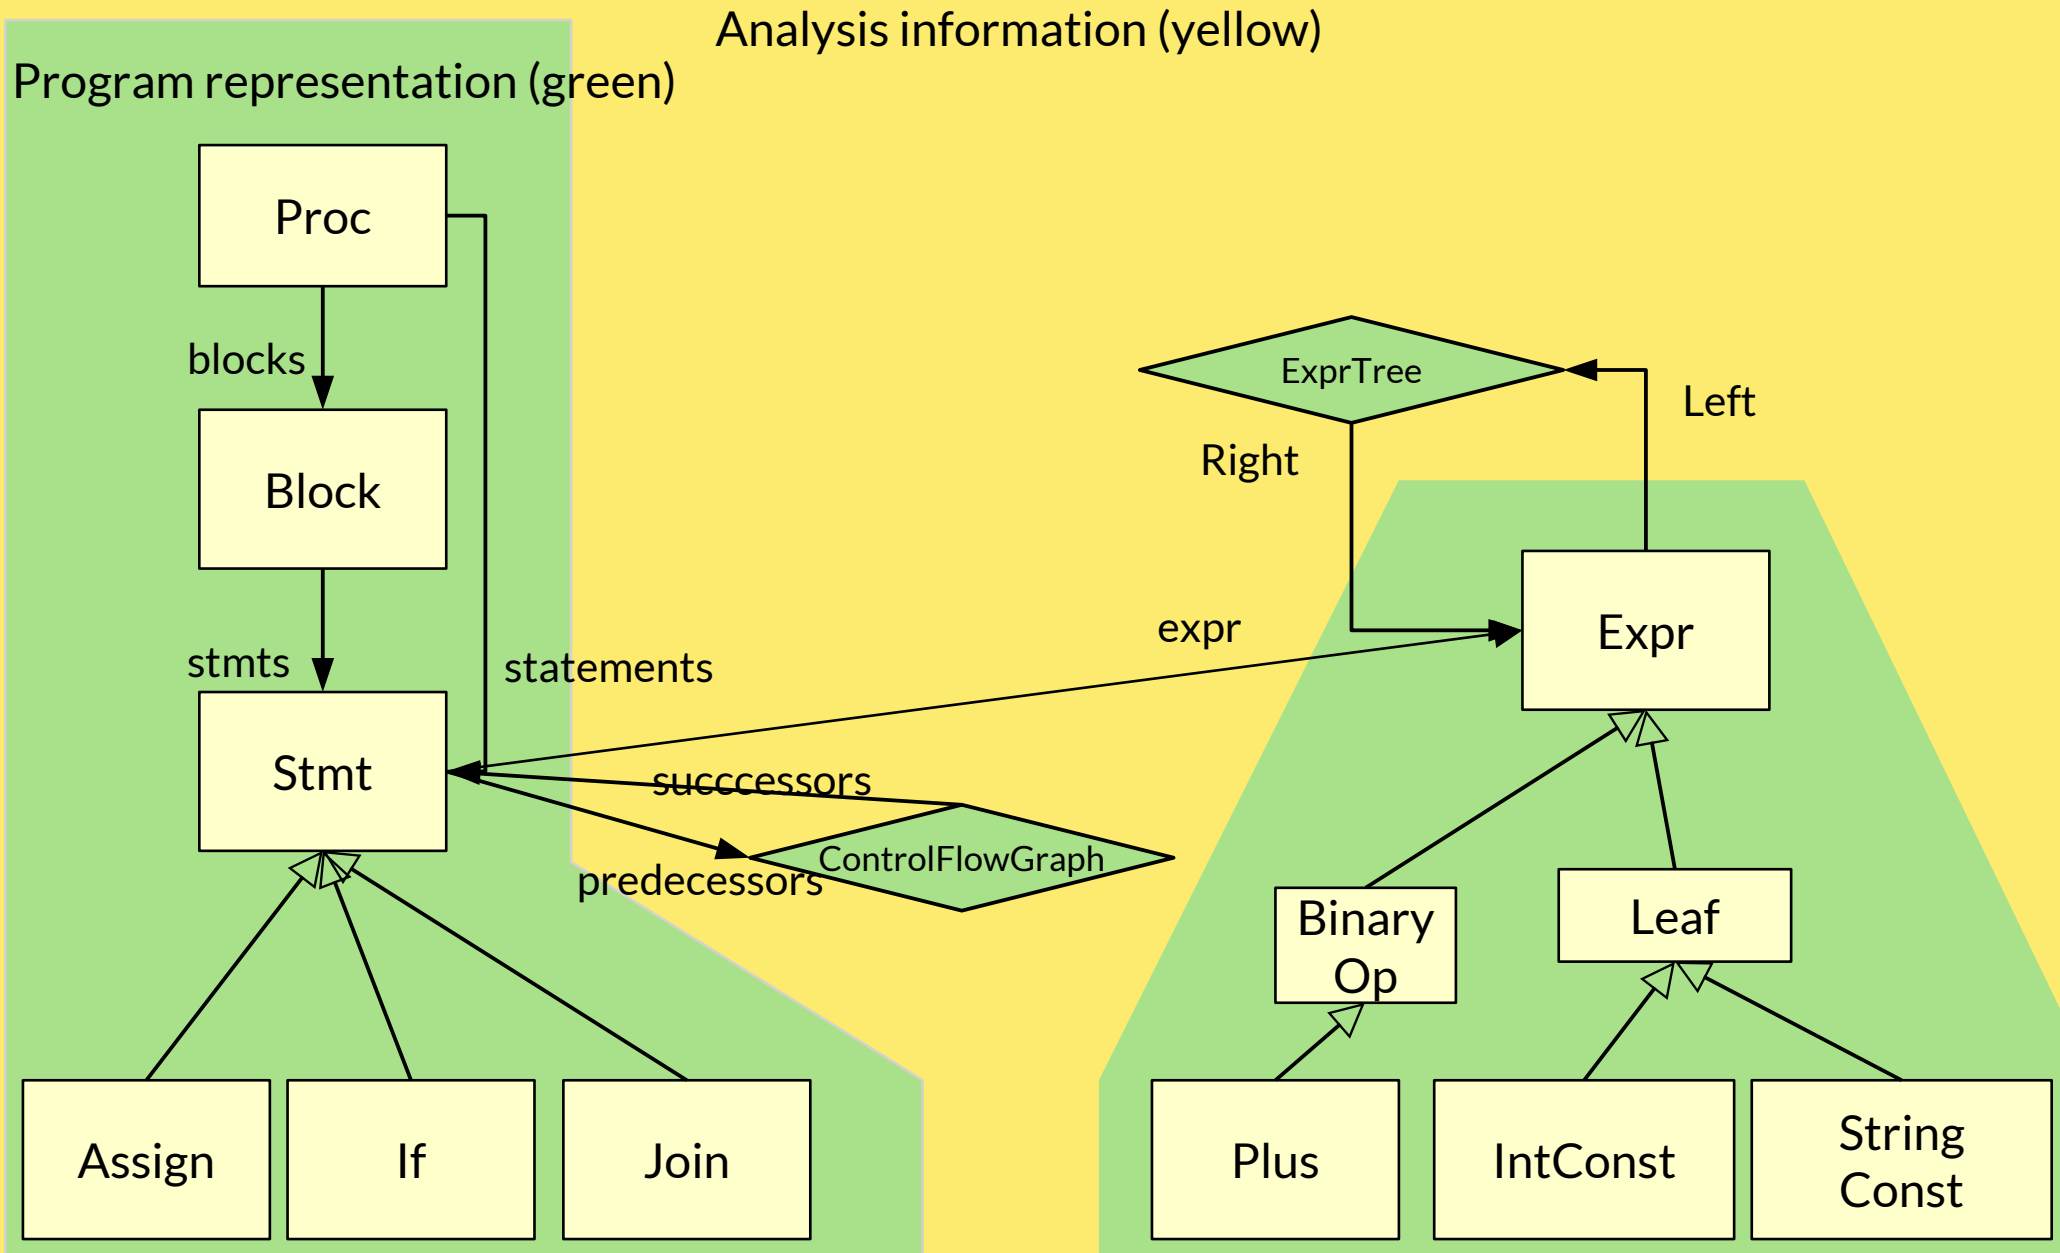 Analysis information (yellow)
Program representation (green)
Proc
blocks
ExprTree
Left
Right
Block
expr
Expr
stmts
statements
Stmt
succcessors
ControlFlowGraph
predecessors
Binary
Op
Leaf
Assign
If
Join
Plus
IntConst
String
Const